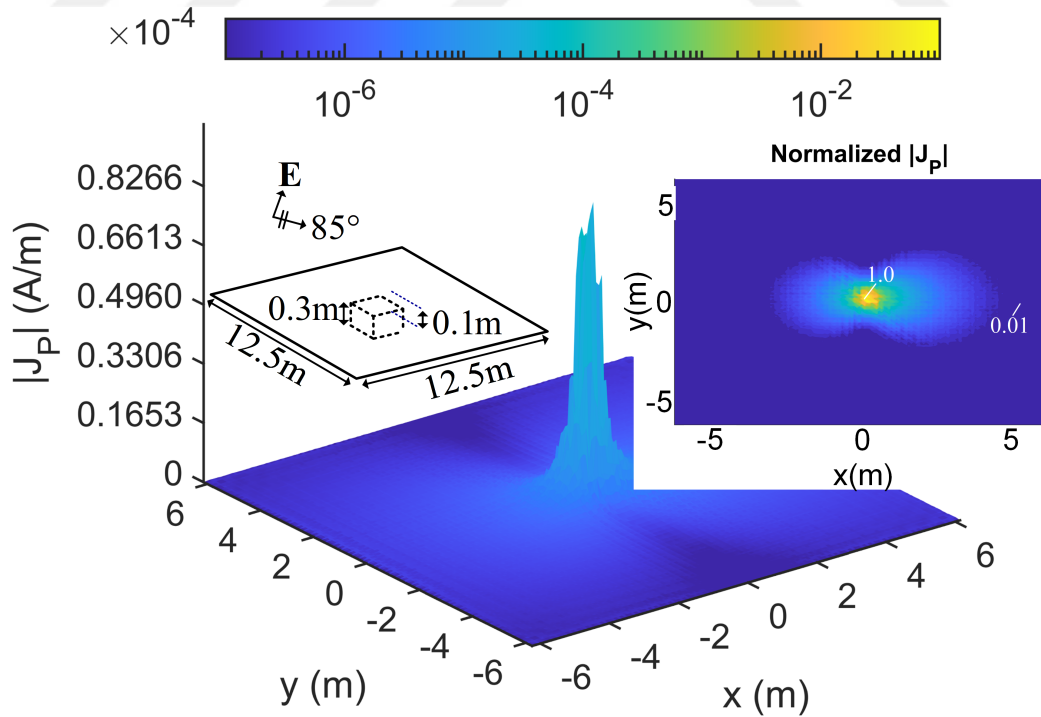 ×10^-4
10^-6 10^-4 10^-2
|J_P| (A/m)
0.8266
0.6613
0.4960
0.3306
0.1653
0
E
85°
0.3m
0.1m
12.5m
12.5m
Normalized |J_P|
5
0
-5
y(m)
1.0
0.01
-5 0 5
x(m)
6
4
2
0
-2
-4
-6
y (m)
-6
-4
-2
0
2
4
6
x (m)